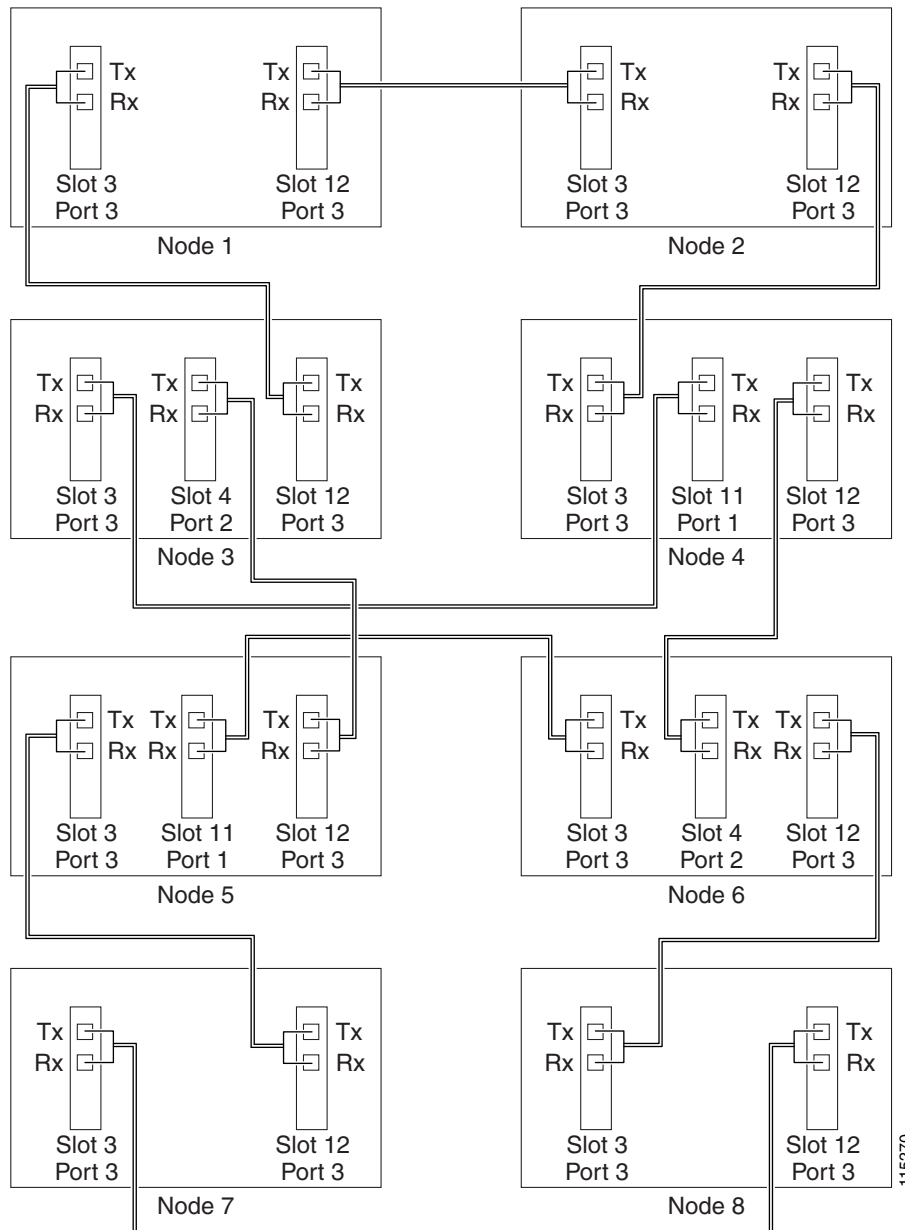 Tx Tx Tx Tx
Rx Rx Rx Rx
Slot 3 Slot 12 Slot 3 Slot 12
Port 3 Port 3 Port 3 Port 3
Node 1 Node 2
Tx Tx Tx Tx Tx Tx
Rx Rx Rx Rx Rx Rx
Slot 3 Slot 4 Slot 12 Slot 3 Slot 11 Slot 12
Port 3 Port 2 Port 3 Port 3 Port 1 Port 3
Node 3 Node 4
Tx Tx Tx Tx Tx Tx
Rx Rx Rx Rx Rx Rx
Slot 3 Slot 11 Slot 12 Slot 3 Slot 4 Slot 12
Port 3 Port 1 Port 3 Port 3 Port 2 Port 3
Node 5 Node 6
Tx Tx Tx Tx
Rx Rx Rx Rx
Slot 3 Slot 12 Slot 3 Slot 12
Port 3 Port 3 Port 3 Port 3
Node 7 Node 8
115270